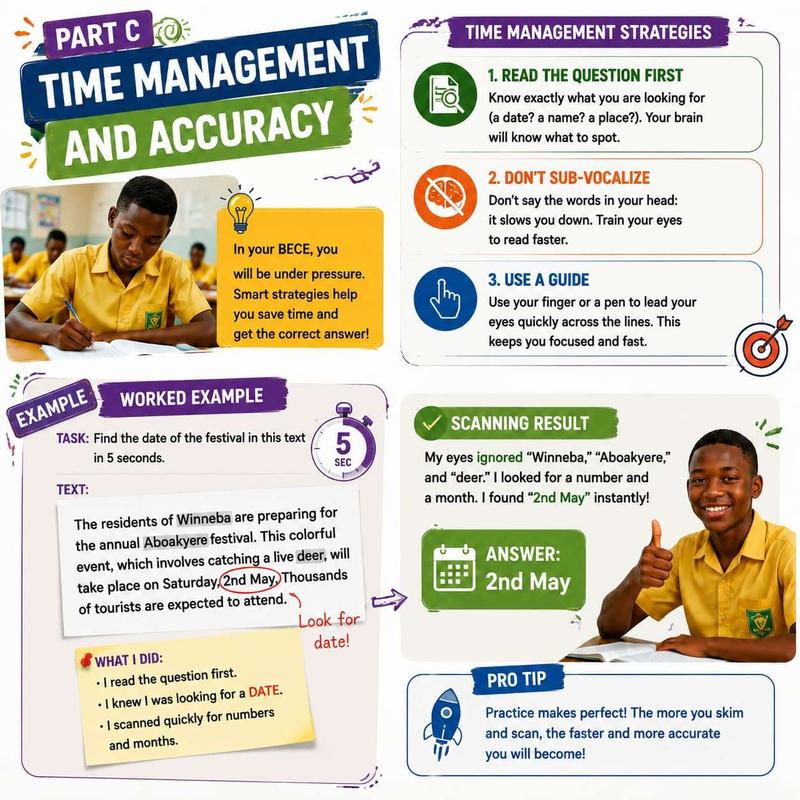 PART C
TIME MANAGEMENT
AND ACCURACY
In your BECE, you
will be under pressure.
Smart strategies help
you save time and
get the correct answer!
TIME MANAGEMENT STRATEGIES
1. READ THE QUESTION FIRST
Know exactly what you are looking for
(a date? a name? a place?). Your brain
will know what to spot.
2. DON'T SUB-VOCALIZE
Don't say the words in your head:
it slows you down. Train your eyes
to read faster.
3. USE A GUIDE
Use your finger or a pen to lead your
eyes quickly across the lines. This
keeps you focused and fast.
EXAMPLE
WORKED EXAMPLE
TASK: Find the date of the festival in this text
in 5 seconds.
5
SEC
TEXT:
The residents of Winneba are preparing for
the annual Aboakyere festival. This colorful
event, which involves catching a live deer, will
take place on Saturday, 2nd May, Thousands
of tourists are expected to attend.
Look for
date!
WHAT I DID:
• I read the question first.
• I knew I was looking for a DATE.
• I scanned quickly for numbers
and months.
SCANNING RESULT
My eyes ignored "Winneba," "Aboakyere,"
and "deer." I looked for a number and
a month. I found "2nd May" instantly!
ANSWER:
2nd May
PRO TIP
Practice makes perfect! The more you skim
and scan, the faster and more accurate
you will become!